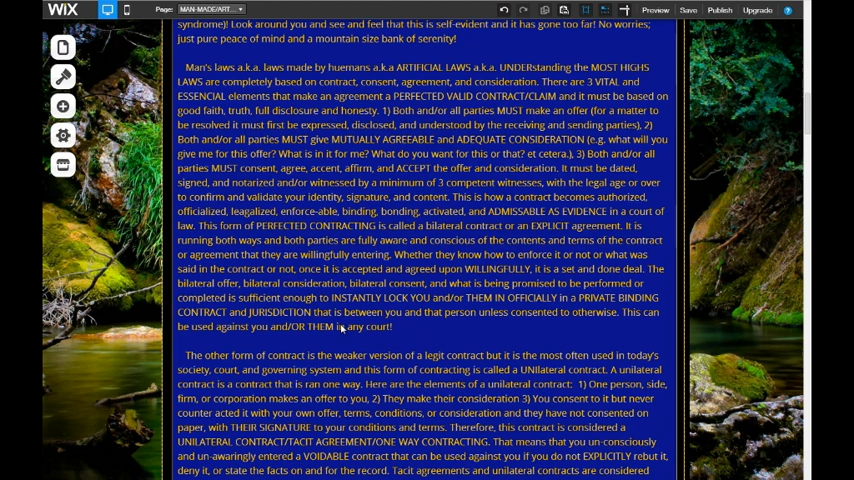 WiX
Page: MAN-MADE/ART...
Preview Save Publish Upgrade ?
syndrome)! Look around you and see and feel that this is self-evident and it has gone too far! No worries;
just pure peace of mind and a mountain size bank of serenity!
Man's laws a.k.a. laws made by huemans a.k.a ARTIFICIAL LAWS a.k.a. UNDERstanding the MOST HIGHS
LAWS are completely based on contract, consent, agreement, and consideration. There are 3 VITAL and
ESSENCIAL elements that make an agreement a PERFECTED VALID CONTRACT/CLAIM and it must be based on
good faith, truth, full disclosure and honesty. 1) Both and/or all parties MUST make an offer (for a matter to
be resolved it must first be expressed, disclosed, and understood by the receiving and sending parties), 2)
Both and/or all parties MUST give MUTUALLY AGREEABLE and ADEQUATE CONSIDERATION (e.g. what will you
give me for this offer? What is in it for me? What do you want for this or that? et cetera.), 3) Both and/or all
parties MUST consent, agree, accent, affirm, and ACCEPT the offer and consideration. It must be dated,
signed, and notarized and/or witnessed by a minimum of 3 competent witnesses, with the legal age or over
to confirm and validate your identity, signature, and content. This is how a contract becomes authorized,
officialized, leagalized, enforce-able, binding, bonding, activated, and ADMISSABLE AS EVIDENCE in a court of
law. This form of PERFECTED CONTRACTING is called a bilateral contract or an EXPLICIT agreement. It is
running both ways and both parties are fully aware and conscious of the contents and terms of the contract
or agreement that they are willingfully entering. Whether they know how to enforce it or not or what was
said in the contract or not, once it is accepted and agreed upon WILLINGFULLY, it is a set and done deal. The
bilateral offer, bilateral consideration, bilateral consent, and what is being promised to be performed or
completed is sufficient enough to INSTANTLY LOCK YOU and/or THEM IN OFFICIALLY in a PRIVATE BINDING
CONTRACT and JURISDICTION that is between you and that person unless consented to otherwise. This can
be used against you and/OR THEM in any court!
The other form of contract is the weaker version of a legit contract but it is the most often used in today's
society, court, and governing system and this form of contracting is called a UNIlateral contract. A unilateral
contract is a contract that is ran one way. Here are the elements of a unilateral contract: 1) One person, side,
firm, or corporation makes an offer to you, 2) They make their consideration 3) You consent to it but never
counter acted it with your own offer, terms, conditions, or consideration and they have not consented on
paper, with THEIR SIGNATURE to your conditions and terms. Therefore, this contract is considered a
UNILATERAL CONTRACT/TACIT AGREEMENT/ONE WAY CONTRACTING. That means that you un-consciously
and un-awaringly entered a VOIDABLE contract that can be used against you if you do not EXPLICITLY rebut it,
deny it, or state the facts on and for the record. Tacit agreements and unilateral contracts are considered